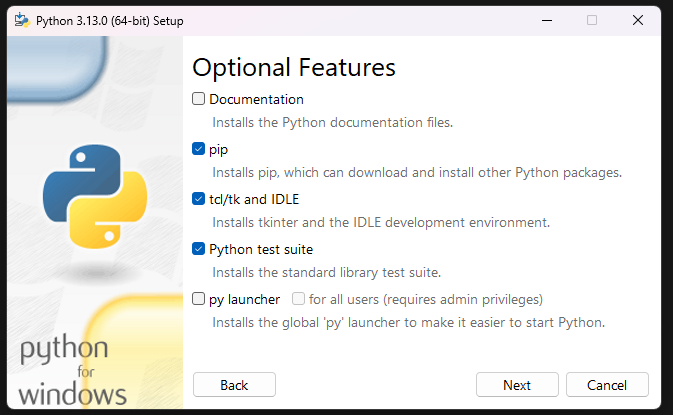 Python 3.13.0 (64-bit) Setup
Optional Features
Documentation
Installs the Python documentation files.
pip
Installs pip, which can download and install other Python packages.
tcl/tk and IDLE
Installs tkinter and the IDLE development environment.
Python test suite
Installs the standard library test suite.
py launcher for all users (requires admin privileges)
Installs the global 'py' launcher to make it easier to start Python.
python
for
windows
Back Next Cancel